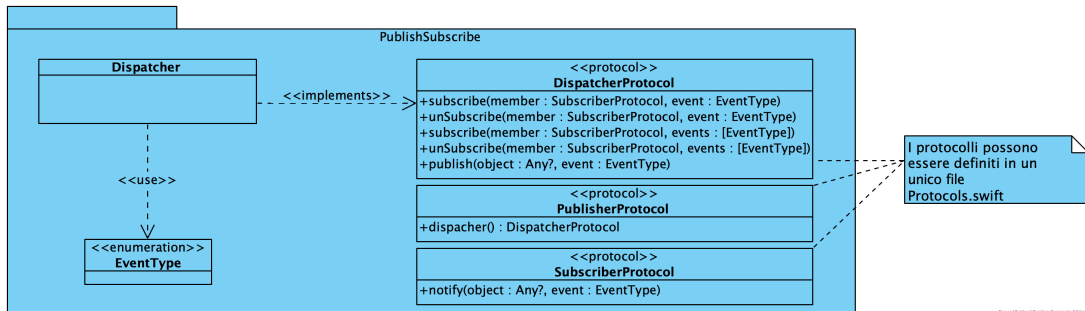 PublishSubscribe
Dispatcher
<<implements>>
<<protocol>>
DispatcherProtocol
+subscribe(member : SubscriberProtocol, event : EventType)
+unSubscribe(member : SubscriberProtocol, event : EventType)
+subscribe(member : SubscriberProtocol, events : [EventType])
+unSubscribe(member : SubscriberProtocol, events : [EventType])
+publish(object : Any?, event : EventType)
I protocolli possono
essere definiti in un
unico file
Protocols.swift
<<use>>
<<protocol>>
PublisherProtocol
+dispacher() : DispatcherProtocol
<<enumeration>>
EventType
<<protocol>>
SubscriberProtocol
+notify(object : Any?, event : EventType)